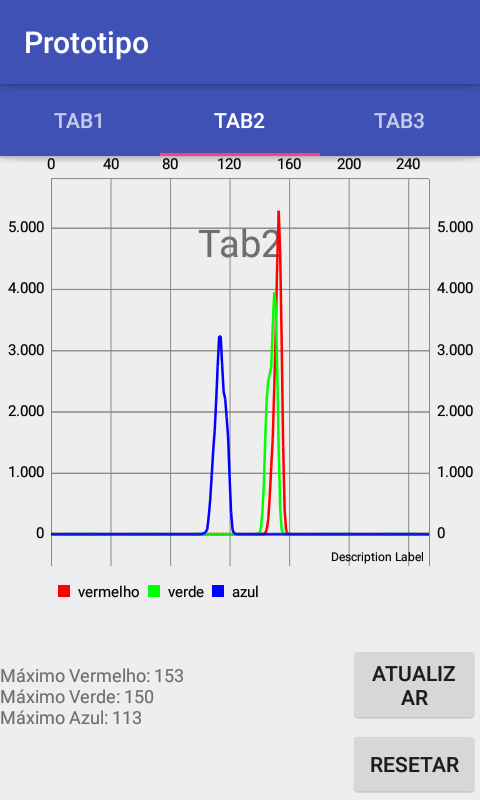 Prototipo
TAB1 TAB2 TAB3
0 40 80 120 160 200 240
5.000 5.000
Tab2
4.000 4.000
3.000 3.000
2.000 2.000
1.000 1.000
0 0
Description Label
vermelho verde azul
Máximo Vermelho: 153
Máximo Verde: 150
Máximo Azul: 113
ATUALIZ
AR
RESETAR